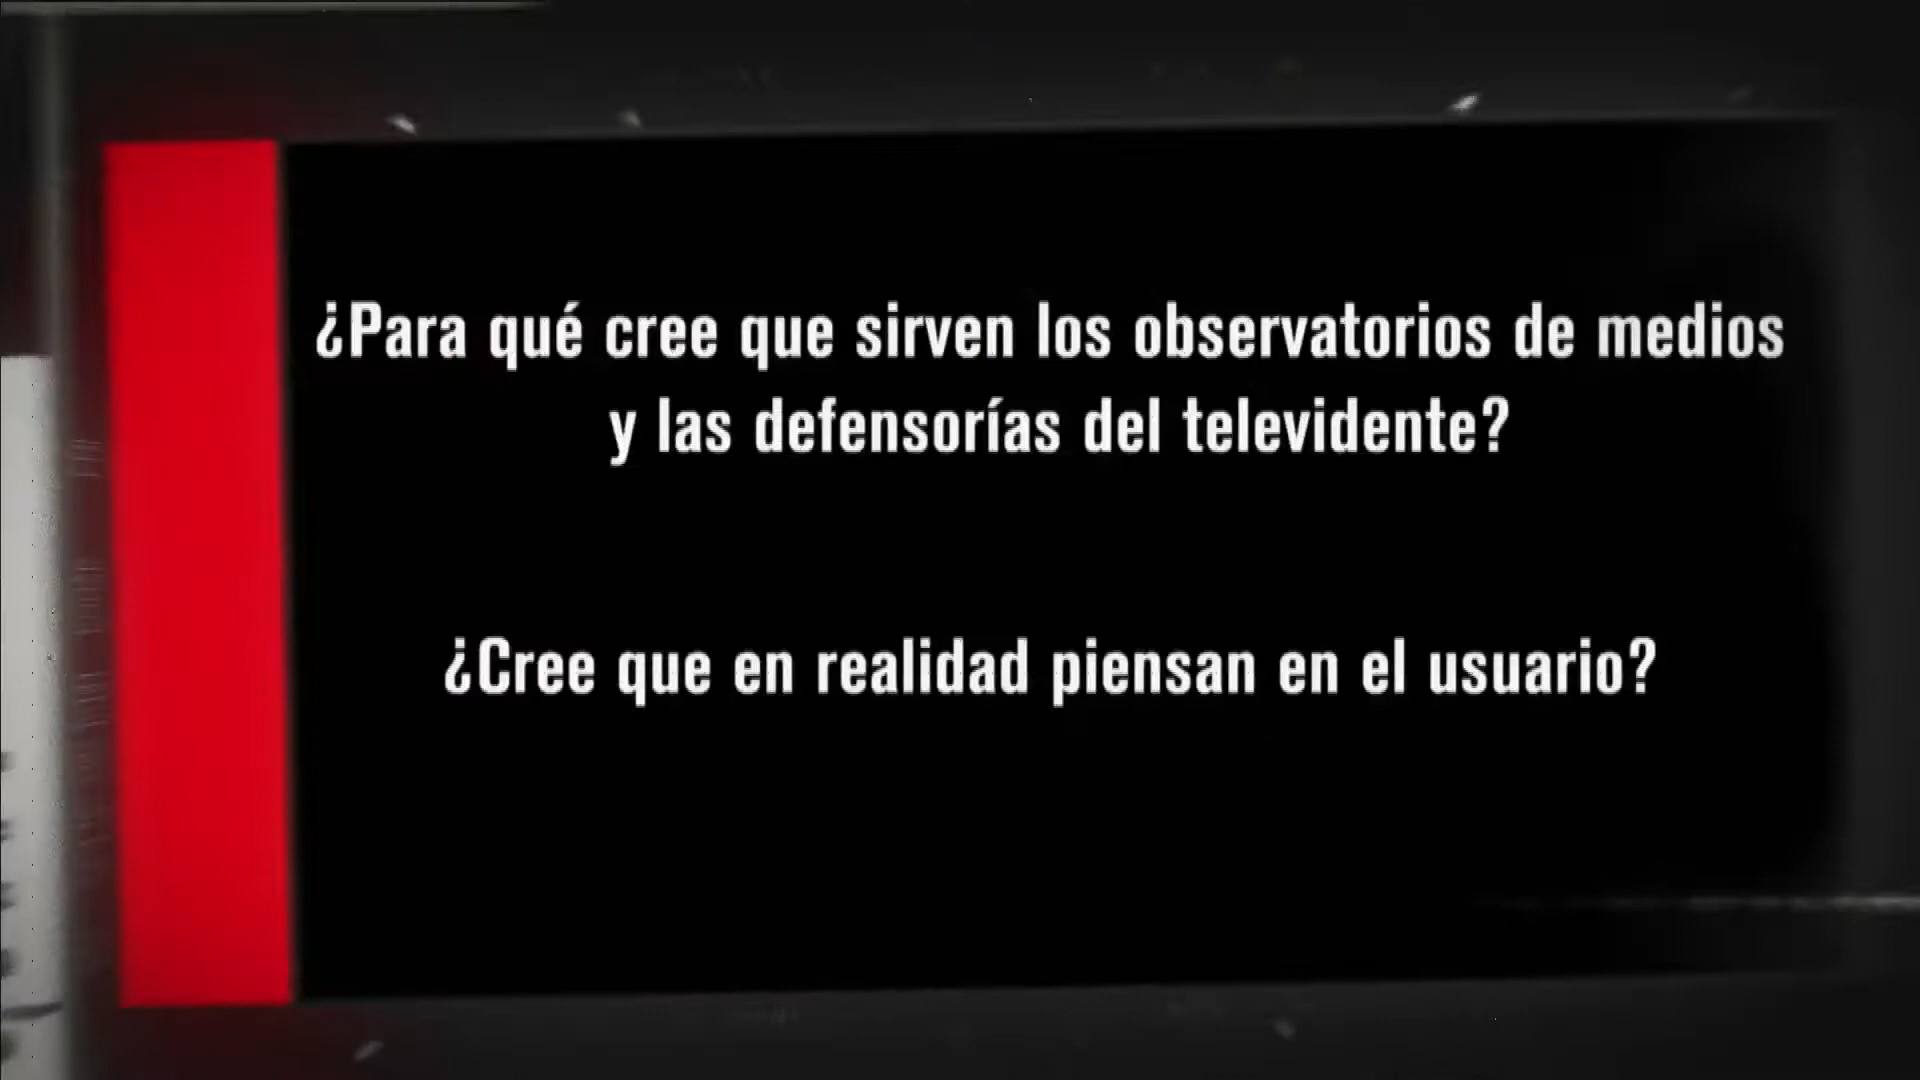 ¿Para qué cree que sirven los observatorios de medios
y las defensorías del televidente?
¿Cree que en realidad piensan en el usuario?